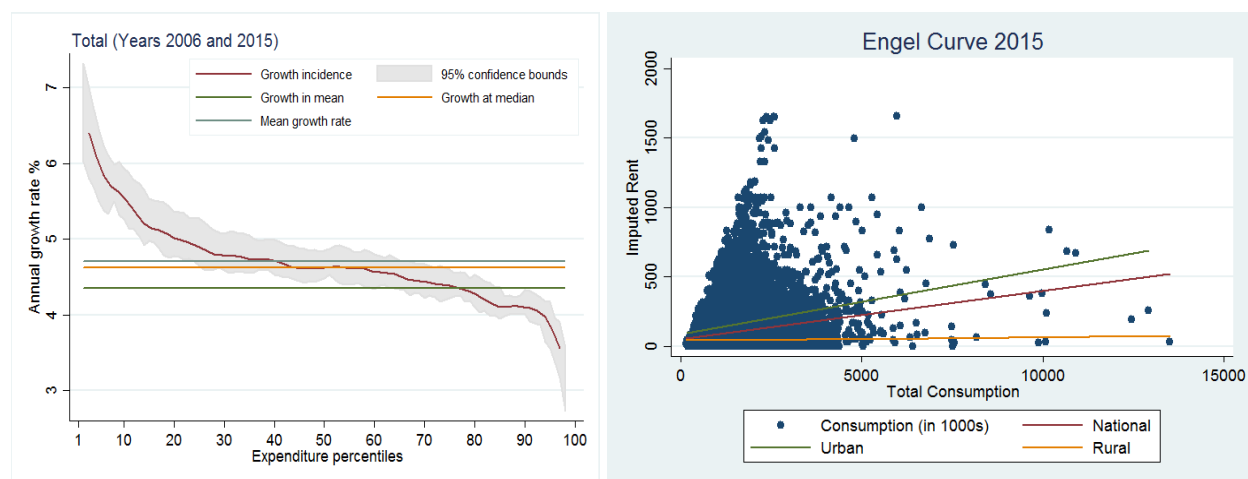 Total (Years 2006 and 2015)
Growth incidence
95% confidence bounds
Growth in mean
Growth at median
Mean growth rate
Annual growth rate %
7
6
5
4
3
1 10 20 30 40 50 60 70 80 90 100
Expenditure percentiles
Engel Curve 2015
Imputed Rent
2000
1500
1000
500
0
0 5000 10000 15000
Total Consumption
Consumption (in 1000s)
National
Urban
Rural